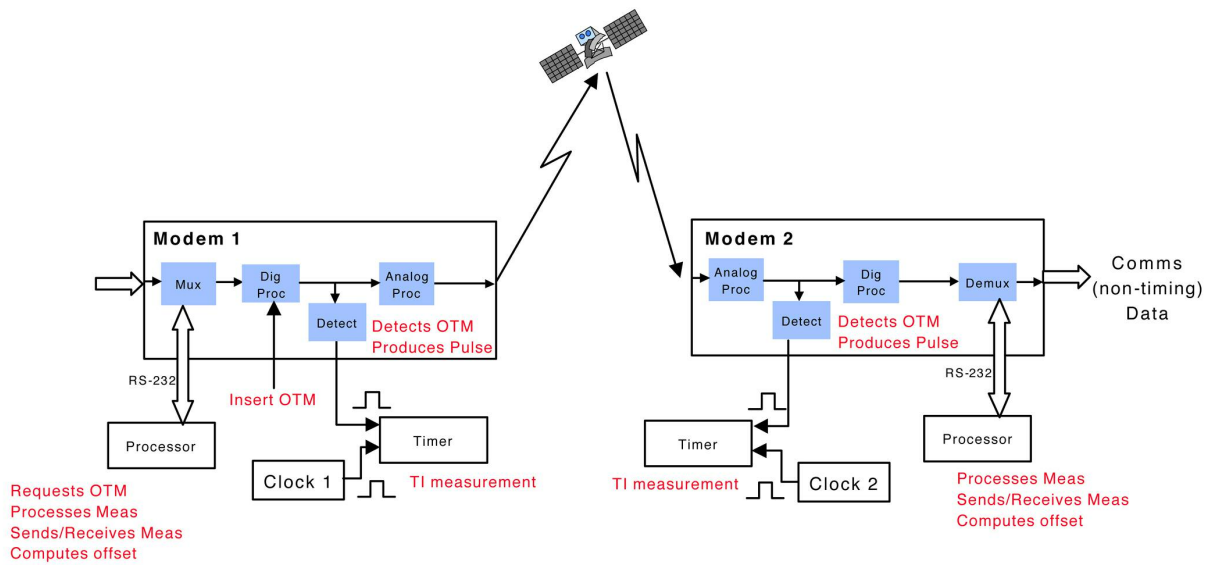 Modem 1
Mux
Dig
Proc
Analog
Proc
Detect
Detects OTM
Produces Pulse
RS-232
Insert OTM
Processor
Timer
Clock 1
TI measurement
Requests OTM
Processes Meas
Sends/Receives Meas
Computes offset
Modem 2
Analog
Proc
Dig
Proc
Demux
Detect
Detects OTM
Produces Pulse
Comms
(non-timing)
Data
RS-232
Timer
Processor
TI measurement
Clock 2
Processes Meas
Sends/Receives Meas
Computes offset